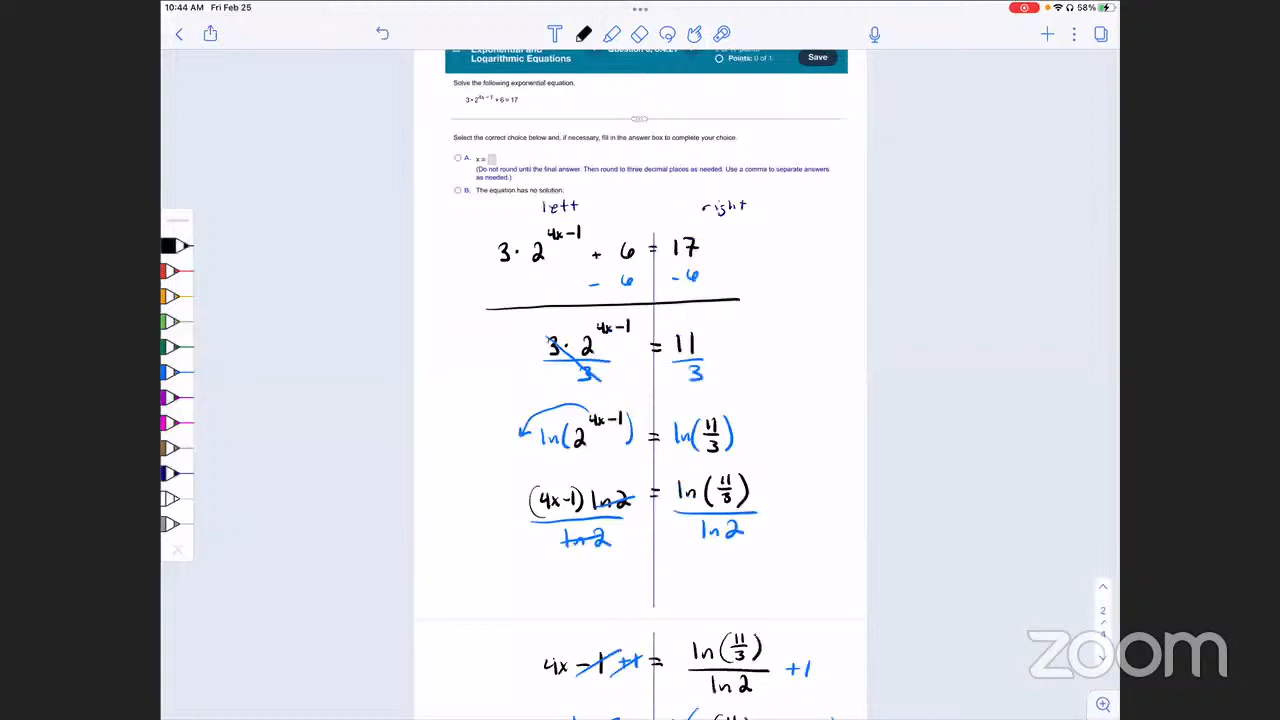 10:44 AM Fri Feb 25
58%
Exponential and
Logarithmic Equations
Points: 0 of 1
Save
Solve the following exponential equation.
3 • 2^(4x − 1) + 6 = 17
Select the correct choice below and, if necessary, fill in the answer box to complete your choice.
A. x =
(Do not round until the final answer. Then round to three decimal places as needed. Use a comma to separate answers
as needed.)
B. The equation has no solution.
left right
3 · 2^(4x−1) + 6 = 17
− 6 − 6
3 · 2^(4x−1) / 3 = 11 / 3
ln(2^(4x−1)) = ln(11/3)
(4x−1) ln 2 / ln 2 = ln(11/3) / ln 2
4x − 1 + 1 = ln(11/3) / ln 2 + 1
2
4
zoom